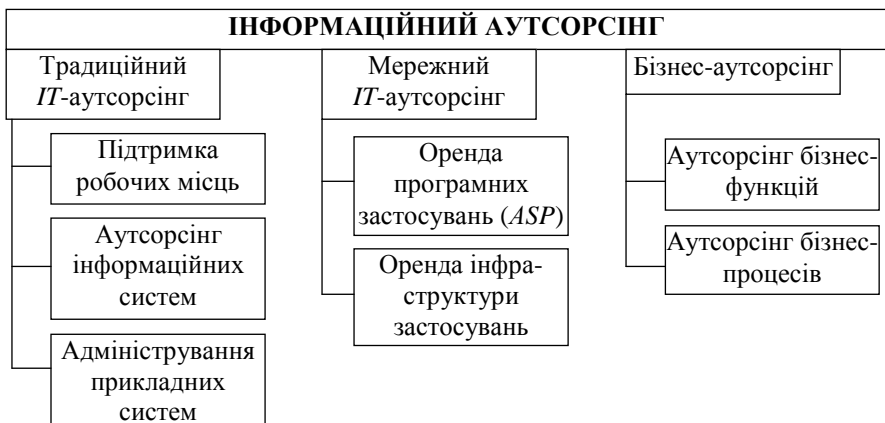 ІНФОРМАЦІЙНИЙ АУТСОРСІНГ
Традиційний
ІТ-аутсорсінг
Підтримка
робочих місць
Аутсорсінг
інформаційних
систем
Адміністрування
прикладних
систем
Мережний
ІТ-аутсорсінг
Оренда
програмних
застосувань (ASP)
Оренда інфра-
структури
застосувань
Бізнес-аутсорсінг
Аутсорсінг бізнес-
функцій
Аутсорсінг бізнес-
процесів